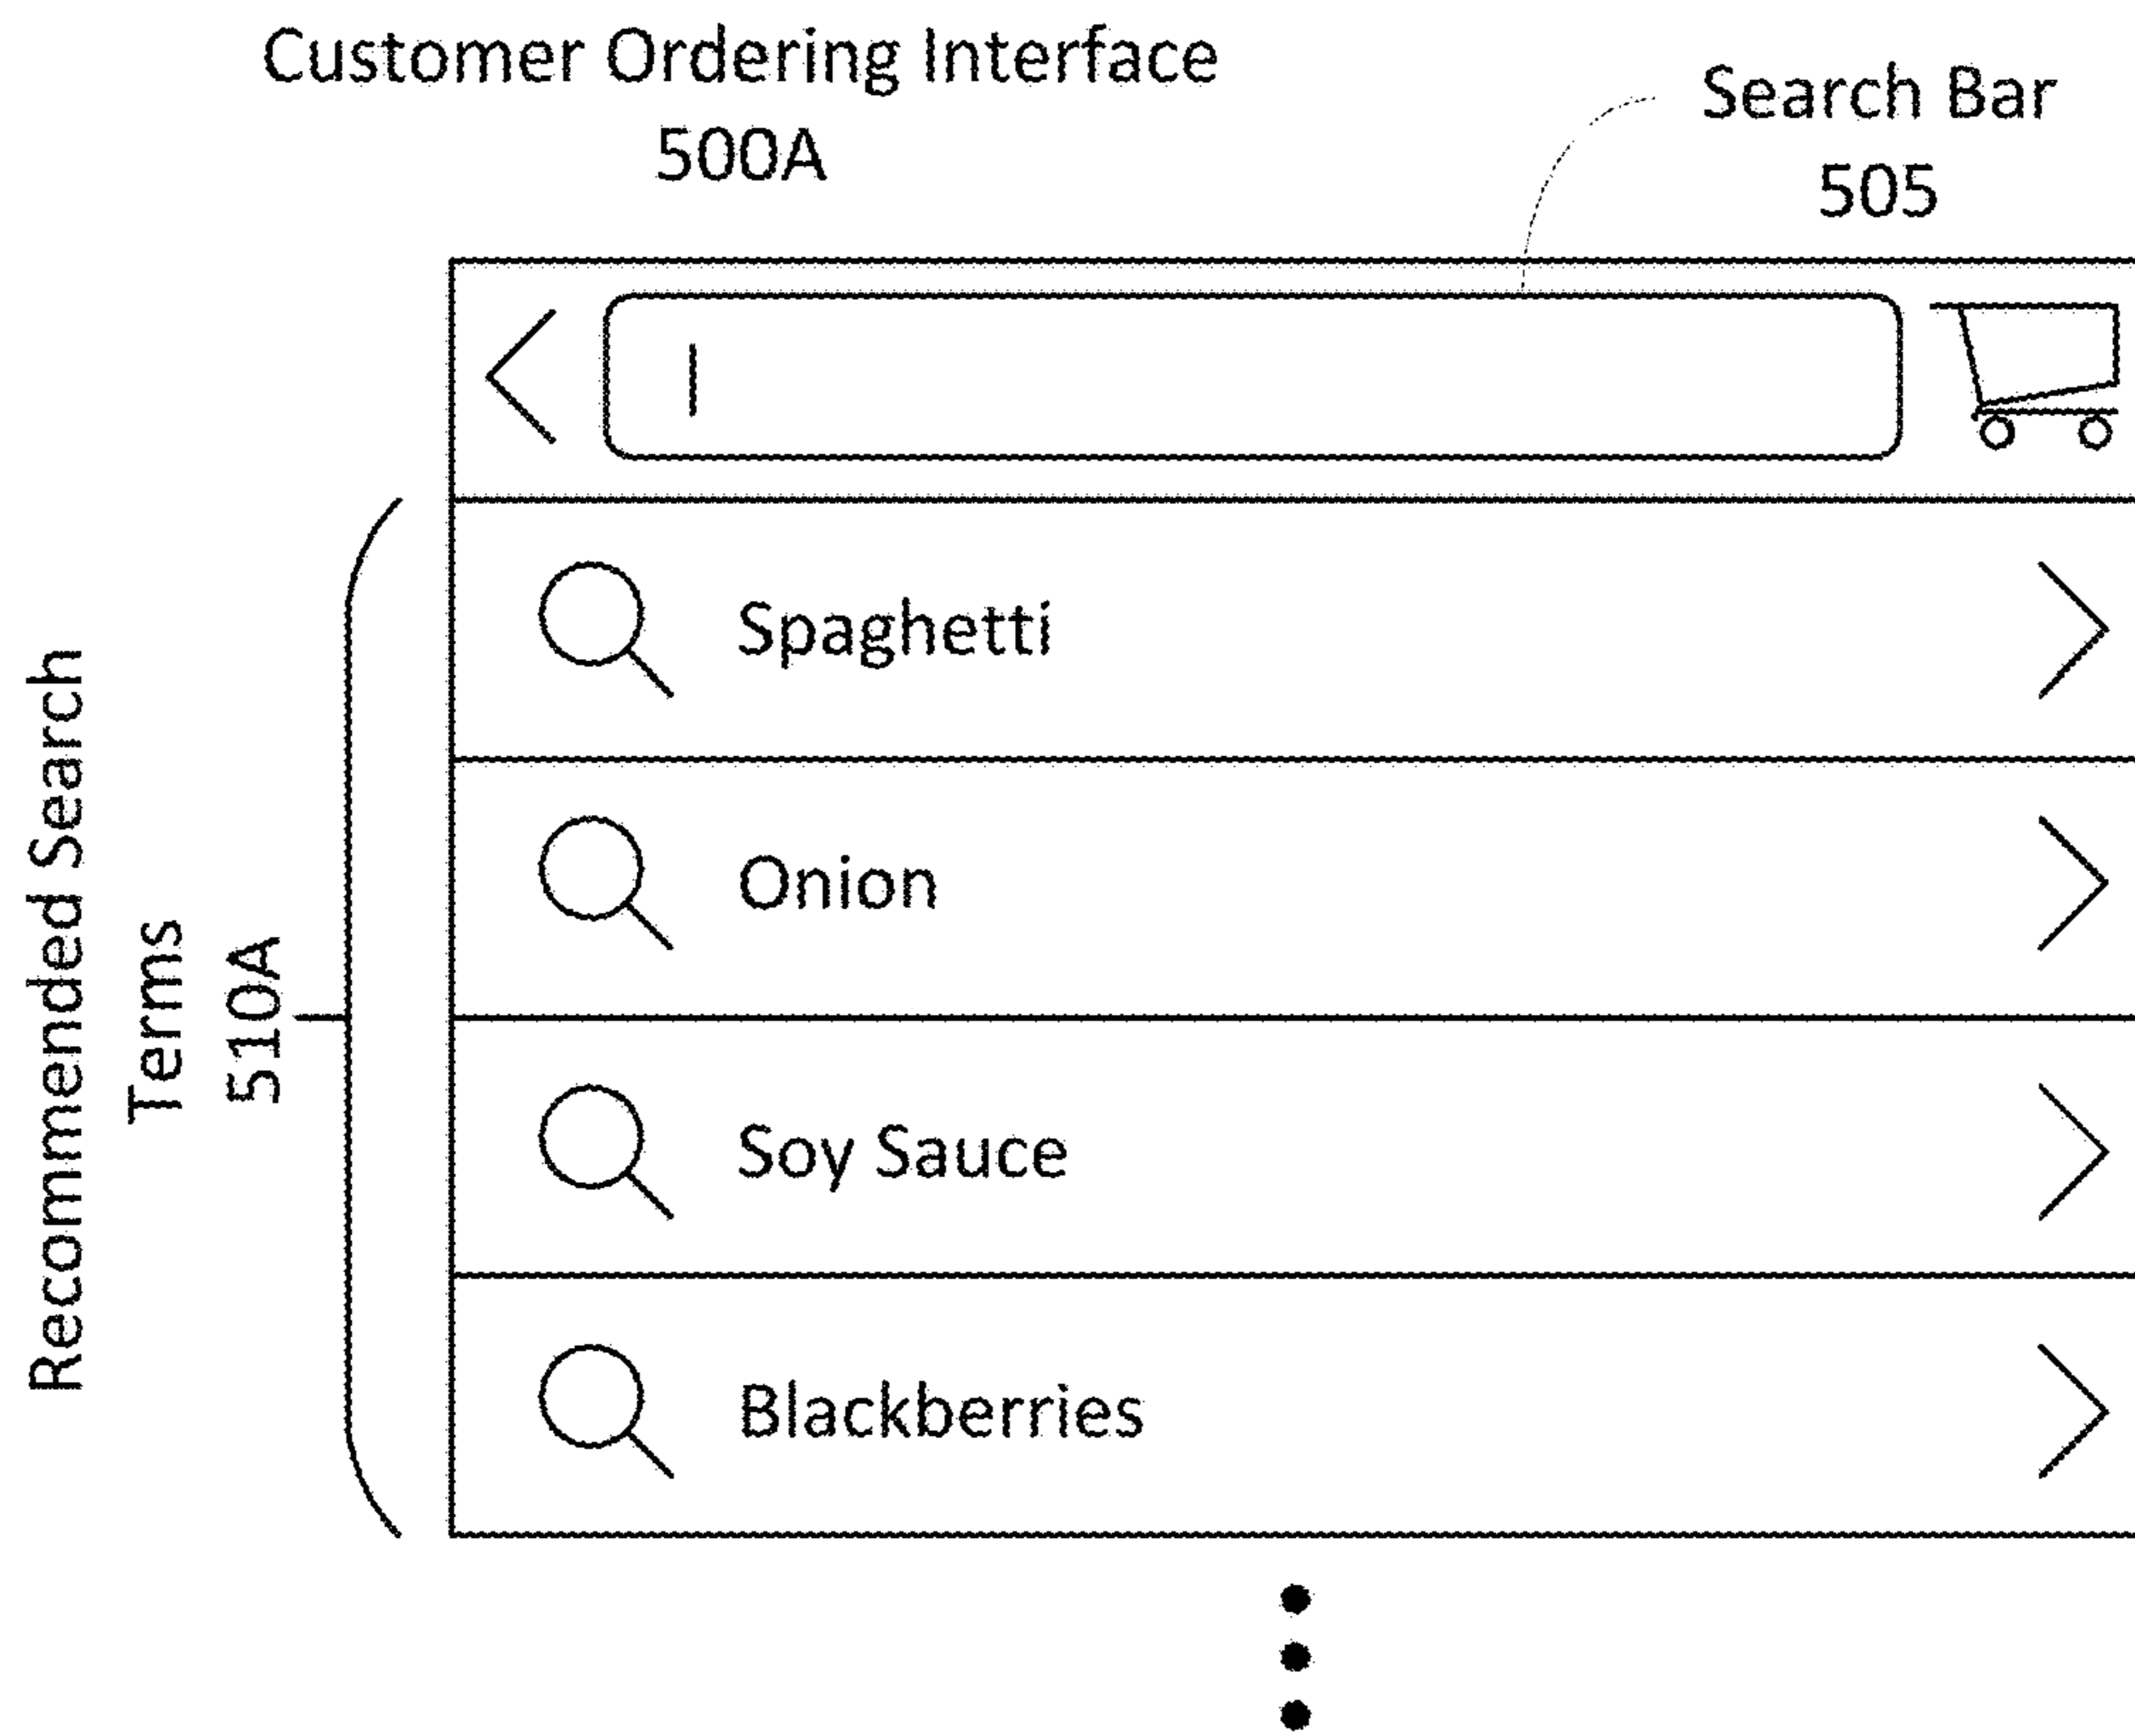 Customer Ordering Interface
500A
Search Bar
505
Recommended Search
Terms
510A
Spaghetti
Onion
Soy Sauce
Blackberries